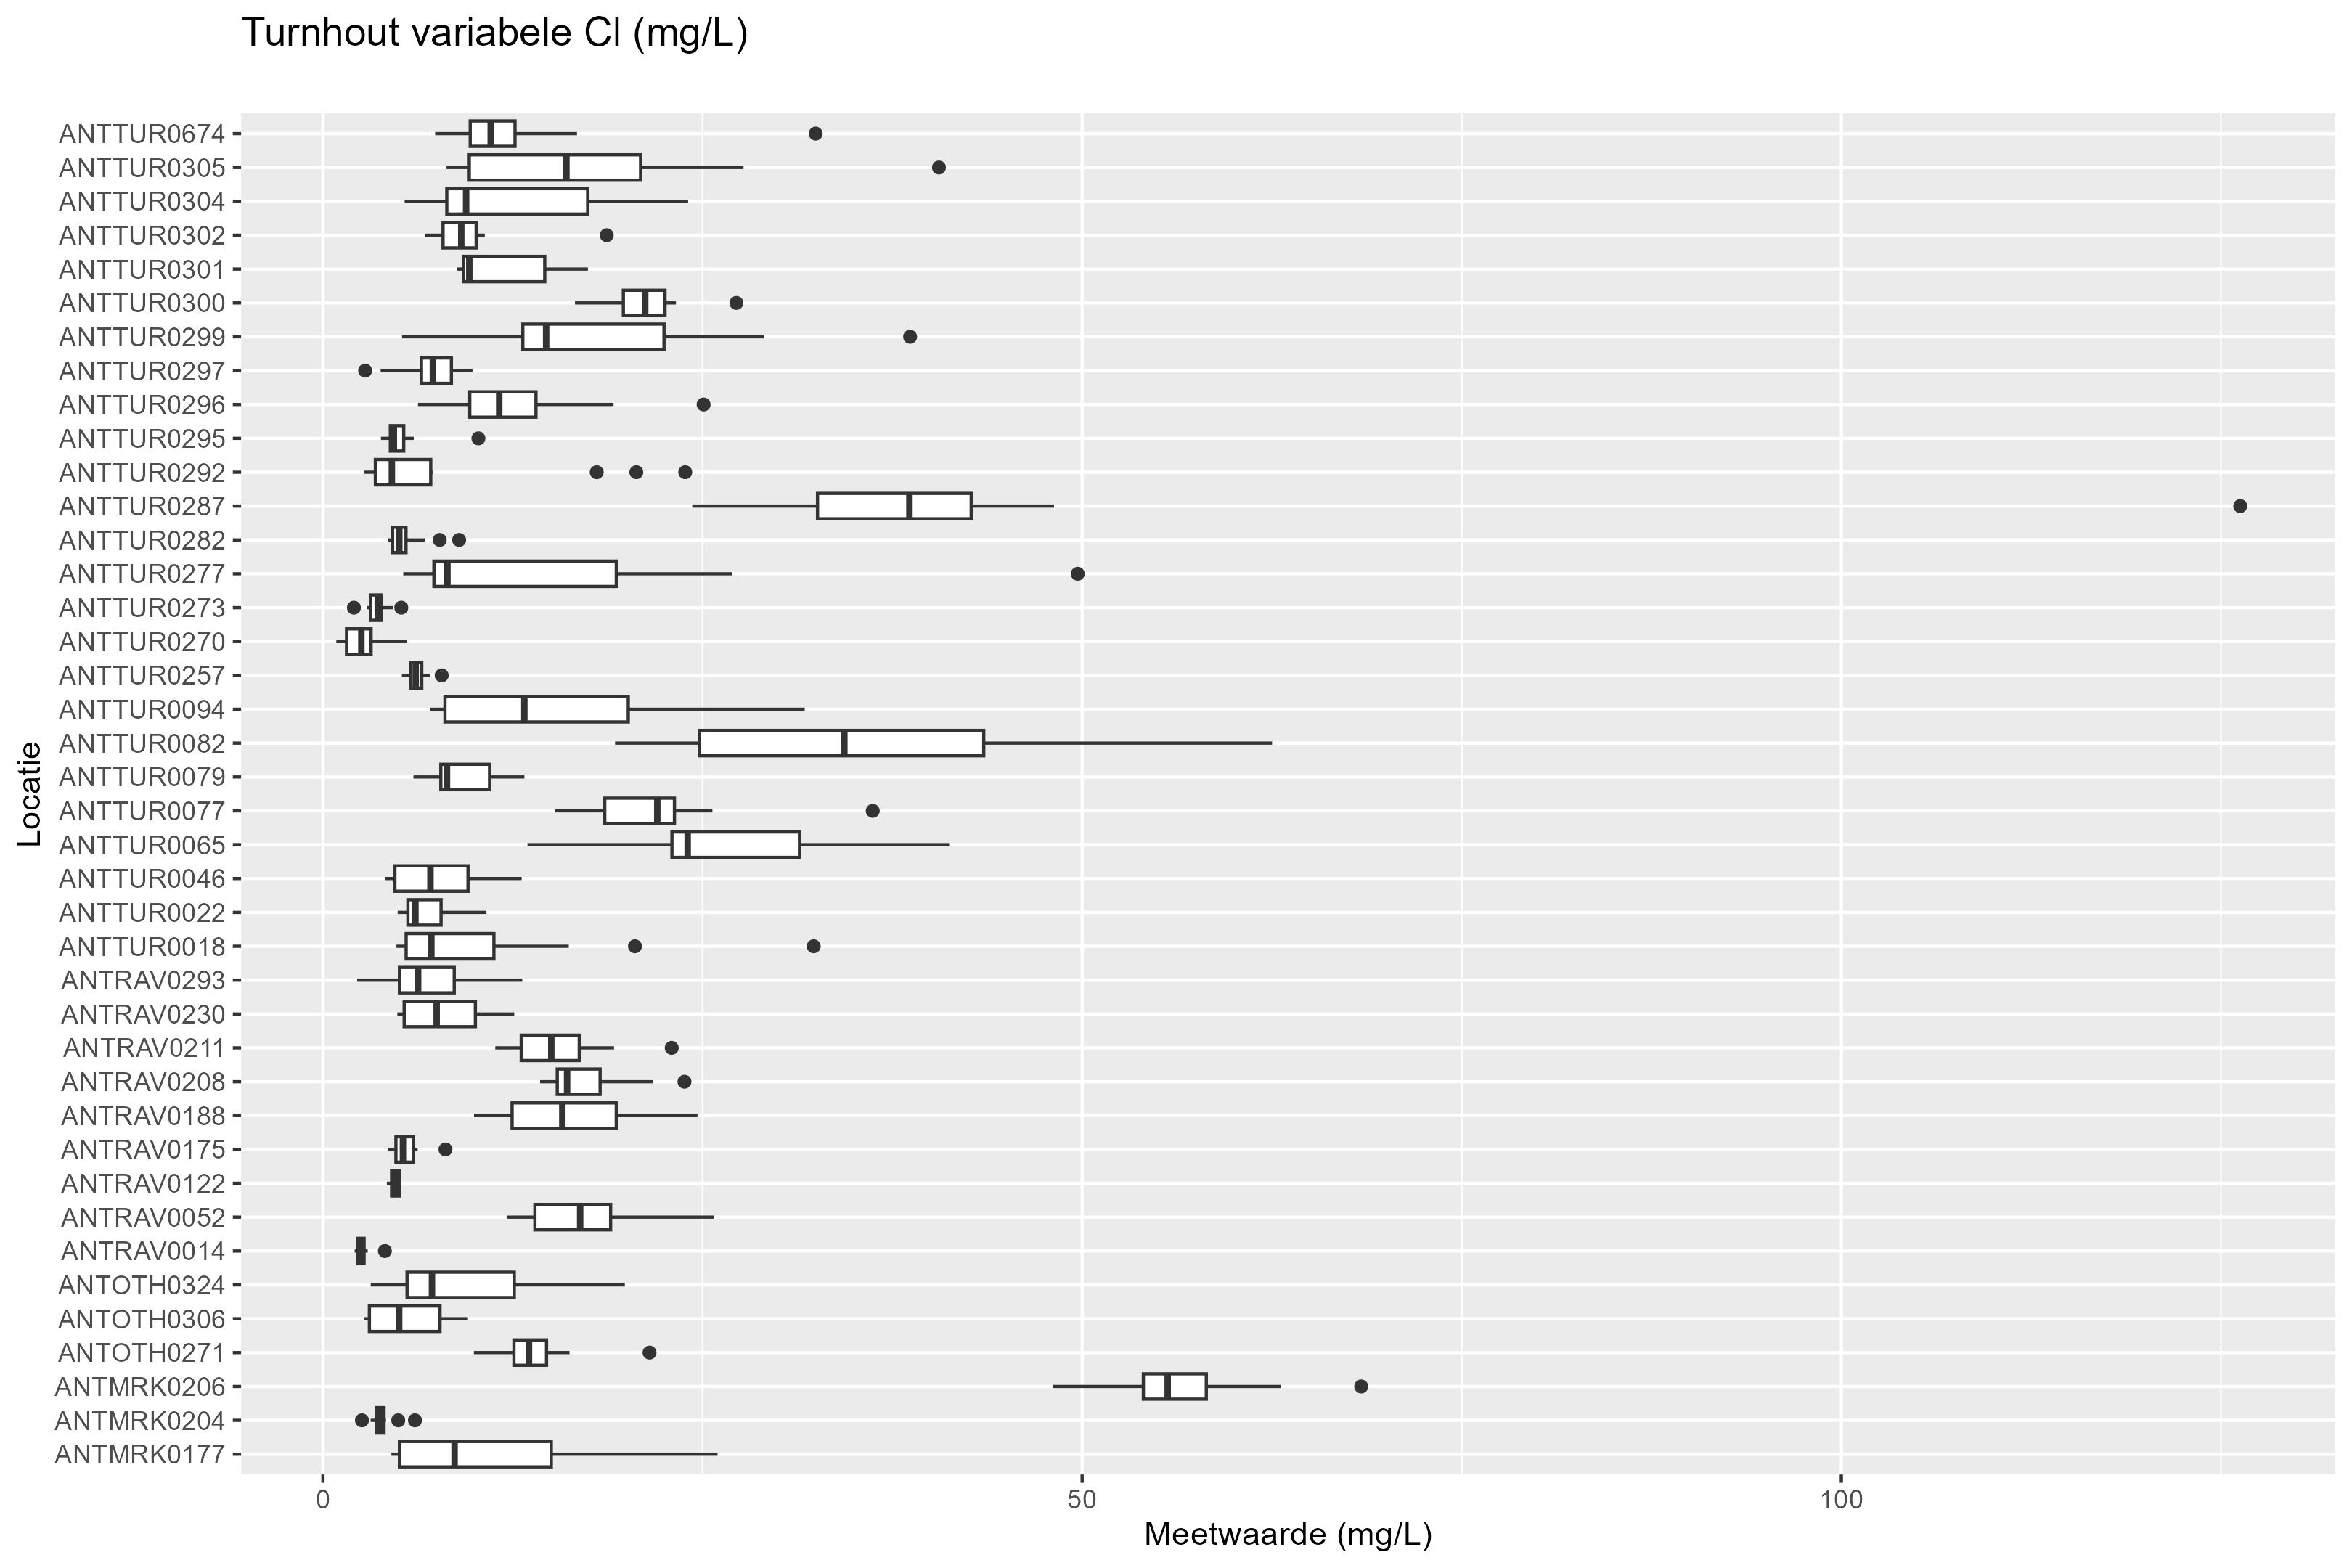 Turnhout variabele Cl (mg/L)
ANTTUR0674
ANTTUR0305
ANTTUR0304
ANTTUR0302
ANTTUR0301
ANTTUR0300
ANTTUR0299
ANTTUR0297
ANTTUR0296
ANTTUR0295
ANTTUR0292
ANTTUR0287
ANTTUR0282
ANTTUR0277
ANTTUR0273
ANTTUR0270
ANTTUR0257
ANTTUR0094
ANTTUR0082
ANTTUR0079
ANTTUR0077
ANTTUR0065
ANTTUR0046
ANTTUR0022
ANTTUR0018
ANTRAV0293
ANTRAV0230
ANTRAV0211
ANTRAV0208
ANTRAV0188
ANTRAV0175
ANTRAV0122
ANTRAV0052
ANTRAV0014
ANTOTH0324
ANTOTH0306
ANTOTH0271
ANTMRK0206
ANTMRK0204
ANTMRK0177
Locatie
0 50 100
Meetwaarde (mg/L)